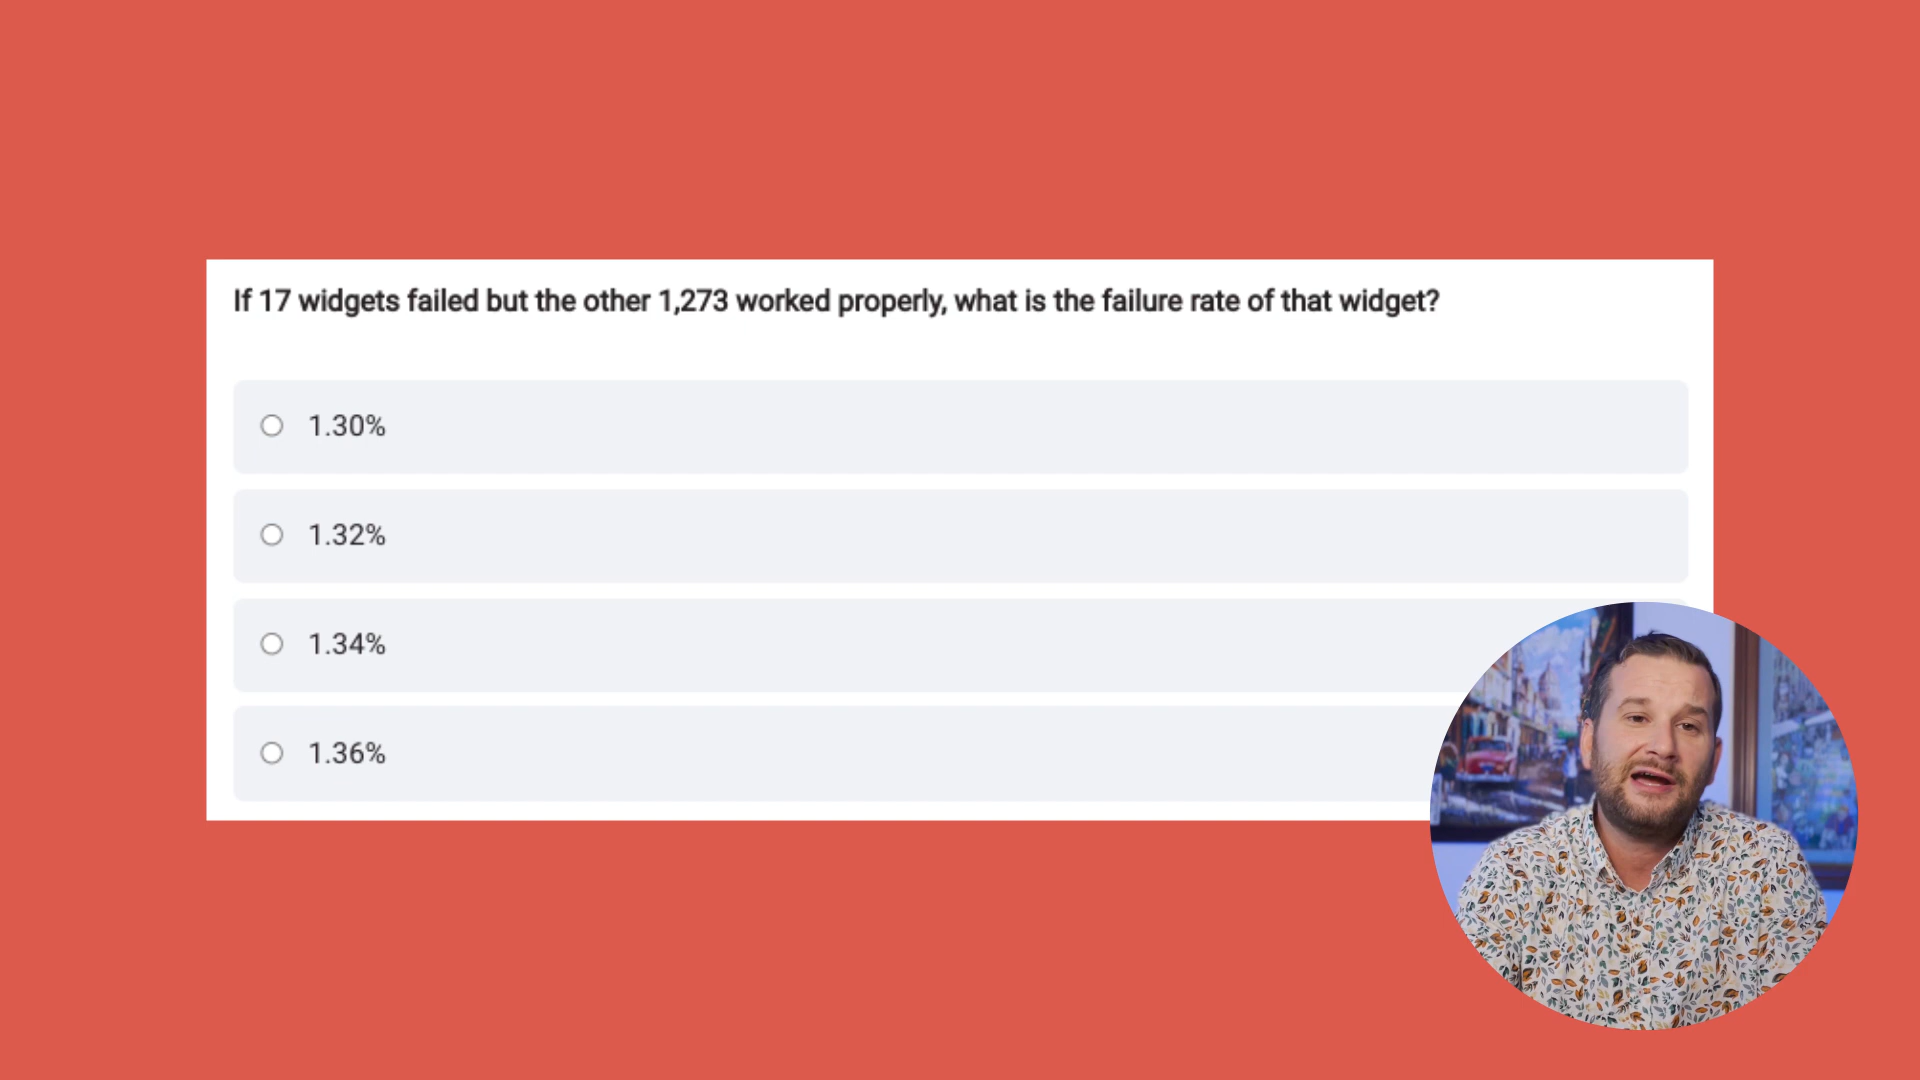 If 17 widgets failed but the other 1,273 worked properly, what is the failure rate of that widget?
1.30%
1.32%
1.34%
1.36%